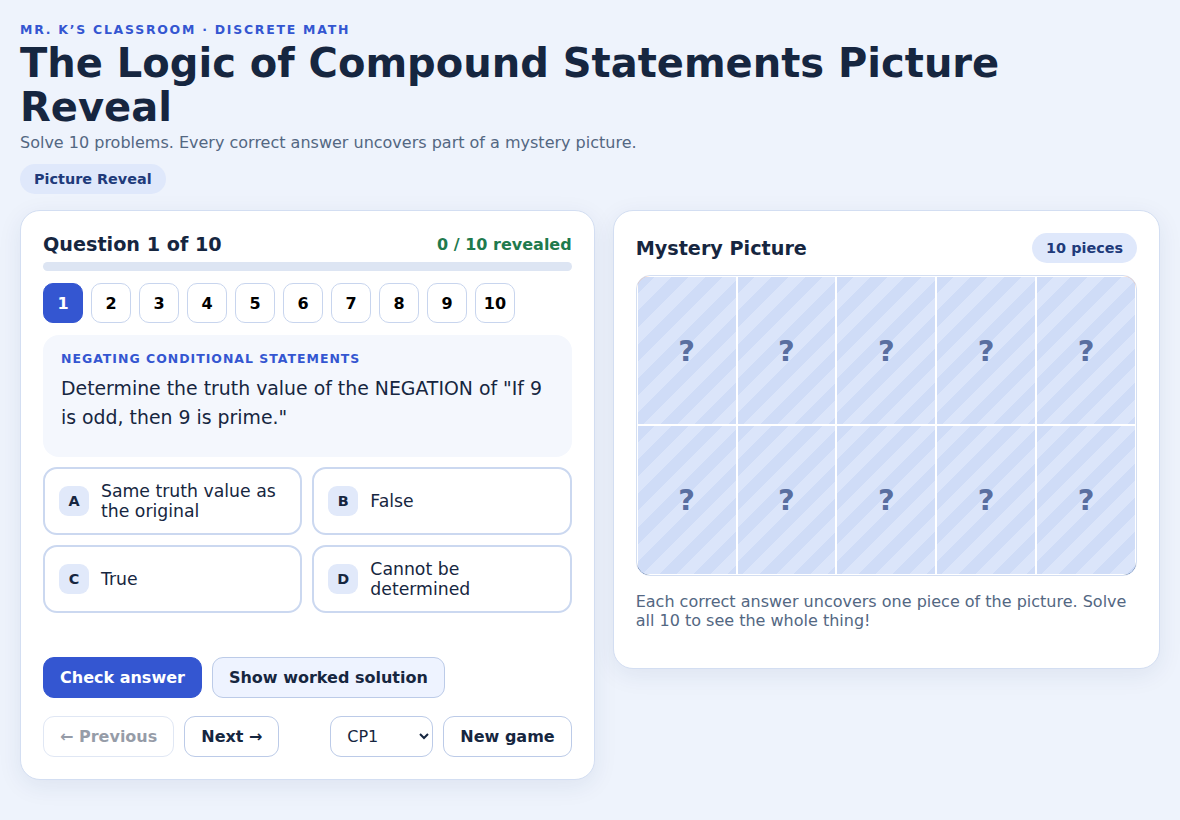 MR. K’S CLASSROOM · DISCRETE MATH
The Logic of Compound Statements Picture
Reveal
Solve 10 problems. Every correct answer uncovers part of a mystery picture.
Picture Reveal
Question 1 of 10
0 / 10 revealed
1 2 3 4 5 6 7 8 9 10
NEGATING CONDITIONAL STATEMENTS
Determine the truth value of the NEGATION of "If 9
is odd, then 9 is prime."
A Same truth value as
the original
B False
C True
D Cannot be
determined
Check answer Show worked solution
← Previous Next → CP1 New game
Mystery Picture 10 pieces
? ? ? ? ?
? ? ? ? ?
Each correct answer uncovers one piece of the picture. Solve
all 10 to see the whole thing!